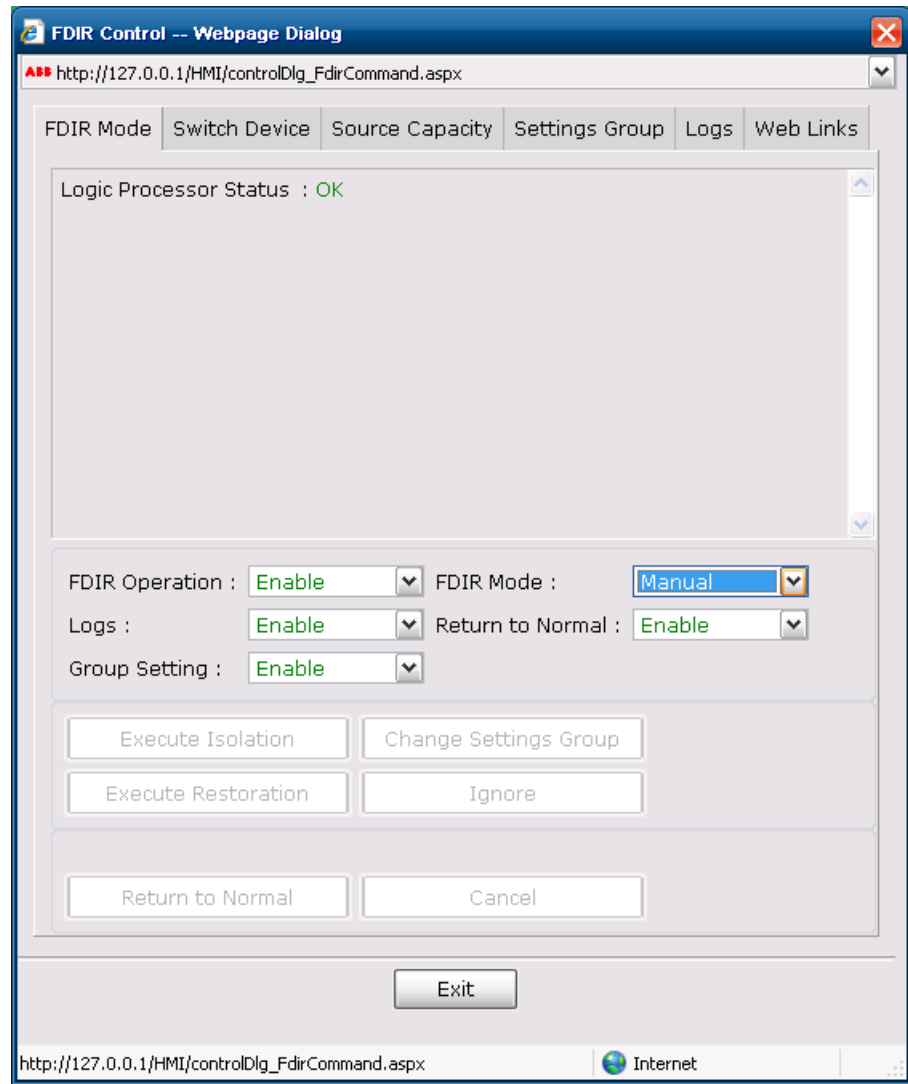 FDIR Control -- Webpage Dialog
ABB http://127.0.0.1/HMI/controlDlg_FdirCommand.aspx
FDIR Mode Switch Device Source Capacity Settings Group Logs Web Links
Logic Processor Status : OK
FDIR Operation : Enable FDIR Mode : Manual
Logs : Enable Return to Normal : Enable
Group Setting : Enable
Execute Isolation Change Settings Group
Execute Restoration Ignore
Return to Normal Cancel
Exit
http://127.0.0.1/HMI/controlDlg_FdirCommand.aspx Internet